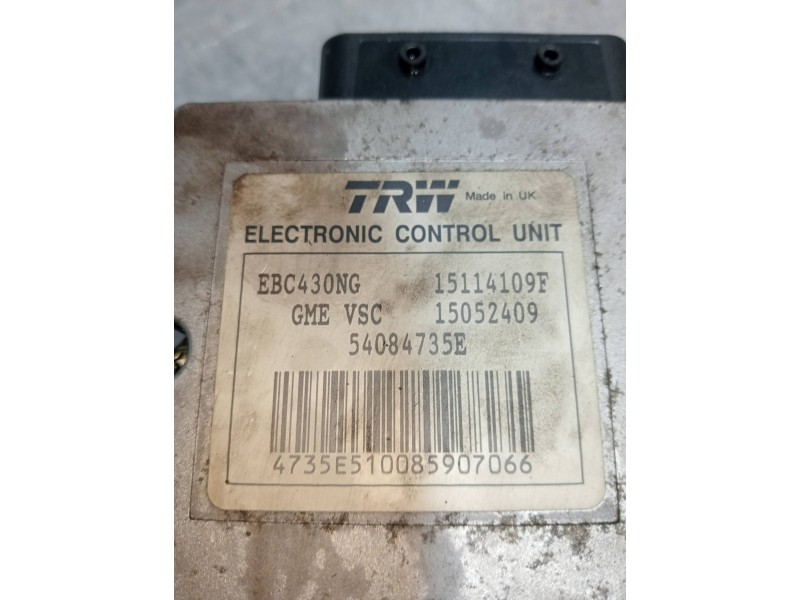 TRW Made in UK
ELECTRONIC CONTROL UNIT
EBC430NG 15114109F
GME VSC 15052409
54084735E
4735E510085907066